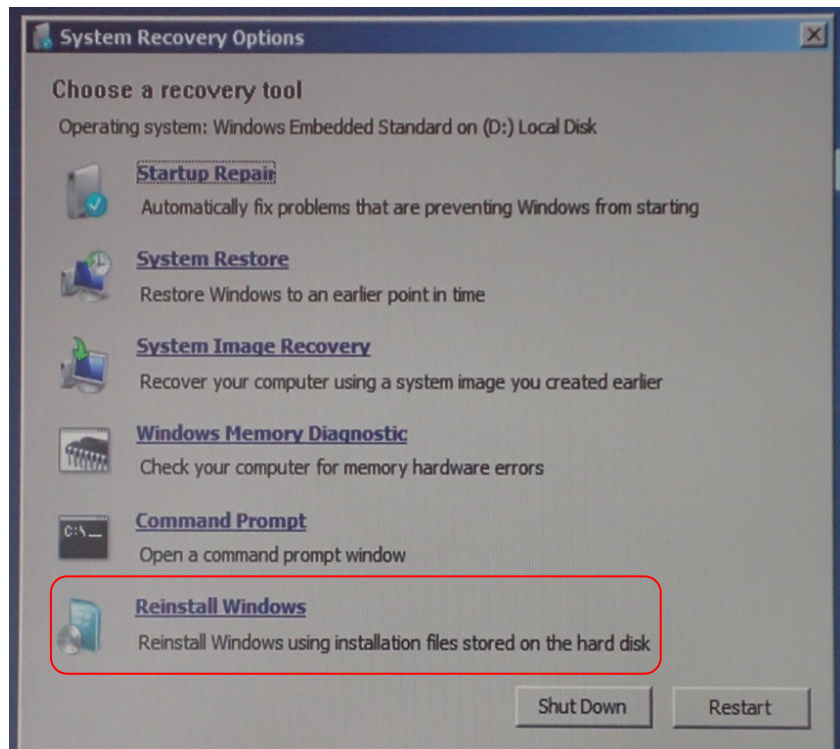 System Recovery Options
Choose a recovery tool
Operating system: Windows Embedded Standard on (D:) Local Disk
Startup Repair
Automatically fix problems that are preventing Windows from starting
System Restore
Restore Windows to an earlier point in time
System Image Recovery
Recover your computer using a system image you created earlier
Windows Memory Diagnostic
Check your computer for memory hardware errors
C:\_
Command Prompt
Open a command prompt window
Reinstall Windows
Reinstall Windows using installation files stored on the hard disk
Shut Down Restart